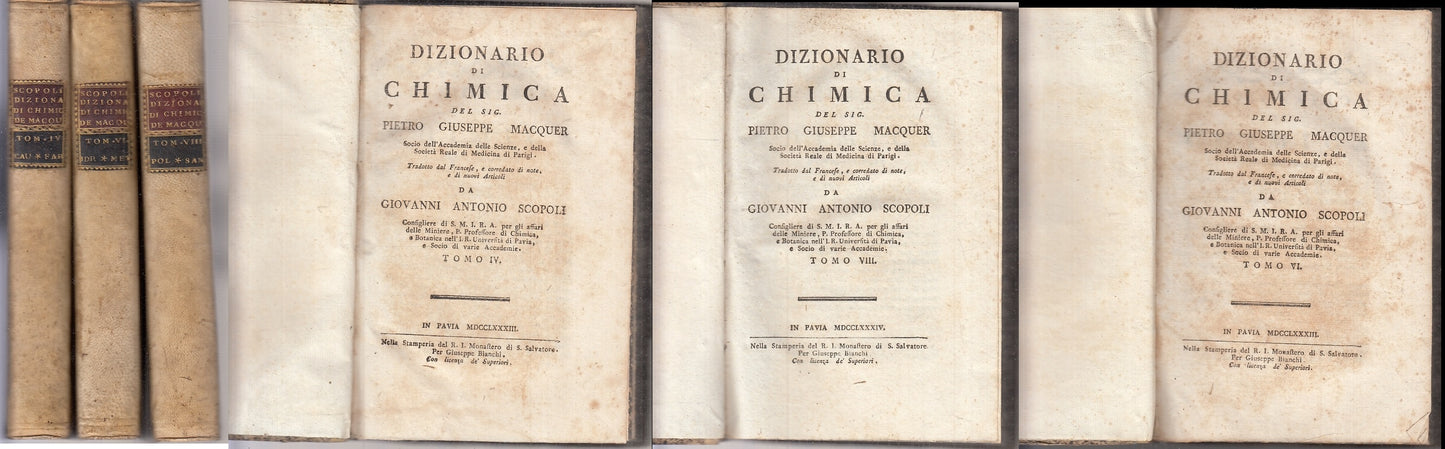 SCOPOLI
DIZIONA
DI CHIMIC
DE MACQU
TOM·IV
CAU * FAR
SCOPOL
DIZIONA
DI CHIMI
DE MACQU
TOM·VI
IDR * MET
SCOPOL
DIZIONA
DI CHIMIC
DE MACQU
TOM·VIII
POL * SAN
DIZIONARIO
DI
CHIMICA
DEL SIG.
PIETRO GIUSEPPE MACQUER
Socio dell'Accademia delle Scienze, e della
Società Reale di Medicina di Parigi.
Tradotto dal Francese, e corredato di note,
e di nuovi Articoli
DA
GIOVANNI ANTONIO SCOPOLI
Consigliere di S. M. I. R. A. per gli affari
delle Miniere, P. Professore di Chimica,
e Botanica nell'I. R. Università di Pavia,
e Socio di varie Accademie.
TOMO IV.
IN PAVIA MDCCLXXXIII.
Nella Stamperia del R. I. Monastero di S. Salvatore.
Per Giuseppe Bianchi.
Con licenza de' Superiori.
DIZIONARIO
DI
CHIMICA
DEL SIG.
PIETRO GIUSEPPE MACQUER
Socio dell'Accademia delle Scienze, e della
Società Reale di Medicina di Parigi.
Tradotto dal Francese, e corredato di note,
e di nuovi Articoli
DA
GIOVANNI ANTONIO SCOPOLI
Consigliere di S. M. I. R. A. per gli affari
delle Miniere, P. Professore di Chimica,
e Botanica nell'I. R. Università di Pavia,
e Socio di varie Accademie.
TOMO VIII.
IN PAVIA MDCCLXXXIV.
Nella Stamperia del R. I. Monastero di S. Salvatore.
Per Giuseppe Bianchi.
Con licenza de' Superiori.
DIZIONARIO
DI
CHIMICA
DEL SIG.
PIETRO GIUSEPPE MACQUER
Socio dell'Accademia delle Scienze, e della
Società Reale di Medicina di Parigi.
Tradotto dal Francese, e corredato di note,
e di nuovi Articoli
DA
GIOVANNI ANTONIO SCOPOLI
Consigliere di S. M. I. R. A. per gli affari
delle Miniere, P. Professore di Chimica,
e Botanica nell'I. R. Università di Pavia,
e Socio di varie Accademie.
TOMO VI.
IN PAVIA MDCCLXXXIII.
Nella Stamperia del R. I. Monastero di S. Salvatore.
Per Giuseppe Bianchi.
Con licenza de' Superiori.